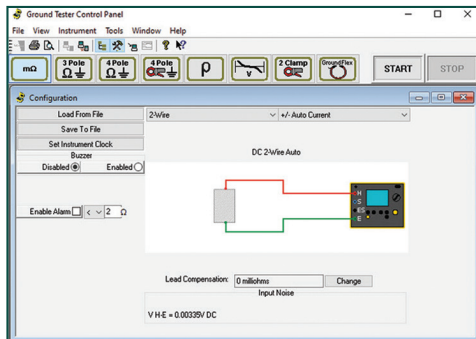 Ground Tester Control Panel
File View Instrument Tools Window Help
mΩ
3 Pole
Ω
4 Pole
Ω
4 Pole
ρ
V
2 Clamp
GroundFlex
START
STOP
Configuration
Load From File
2-Wire
+/- Auto Current
Save To File
Set Instrument Clock
Buzzer
Disabled
Enabled
DC 2-Wire Auto
Enable Alarm
<
2
Ω
H
S
ES
E
Lead Compensation:
0 milliohms
Change
Input Noise
V H-E = 0.00335V DC